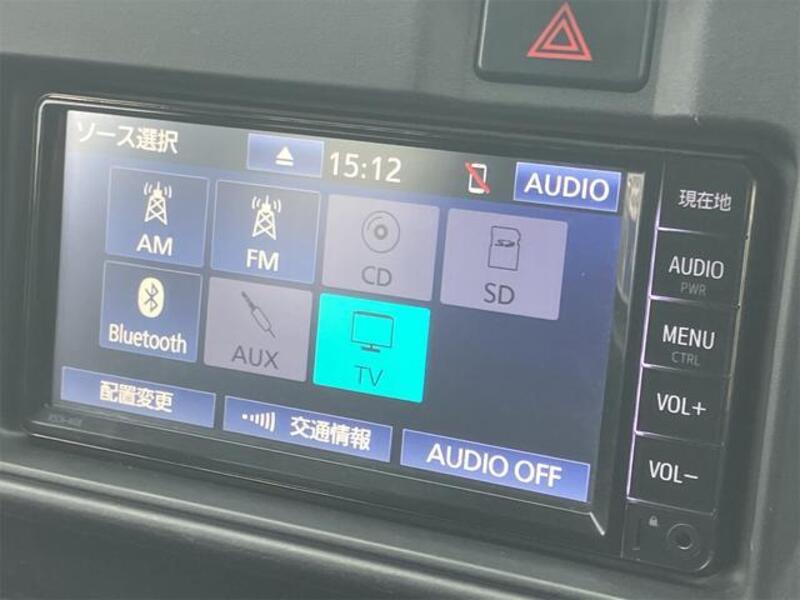 ソース選択
15:12
AUDIO
AM
FM
CD
SD
Bluetooth
AUX
TV
配置変更
交通情報
AUDIO OFF
現在地
AUDIO
PWR
MENU
CTRL
VOL+
VOL-